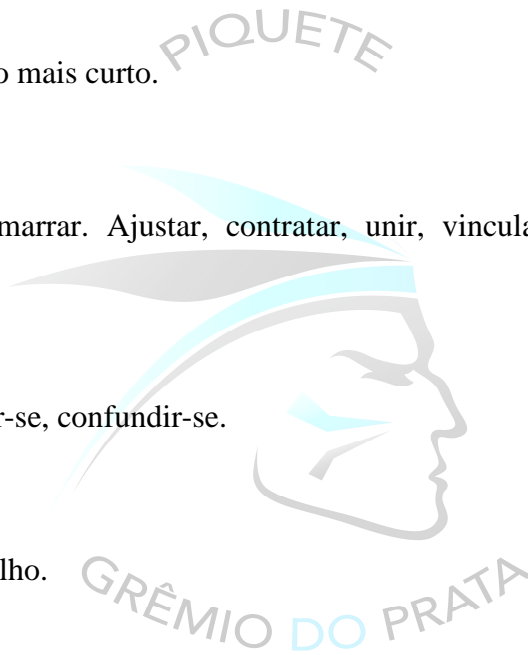 PIQUETE
o mais curto.
marrar. Ajustar, contratar, unir, vincula
r-se, confundir-se.
lho.
GRÊMIO DO PRATA